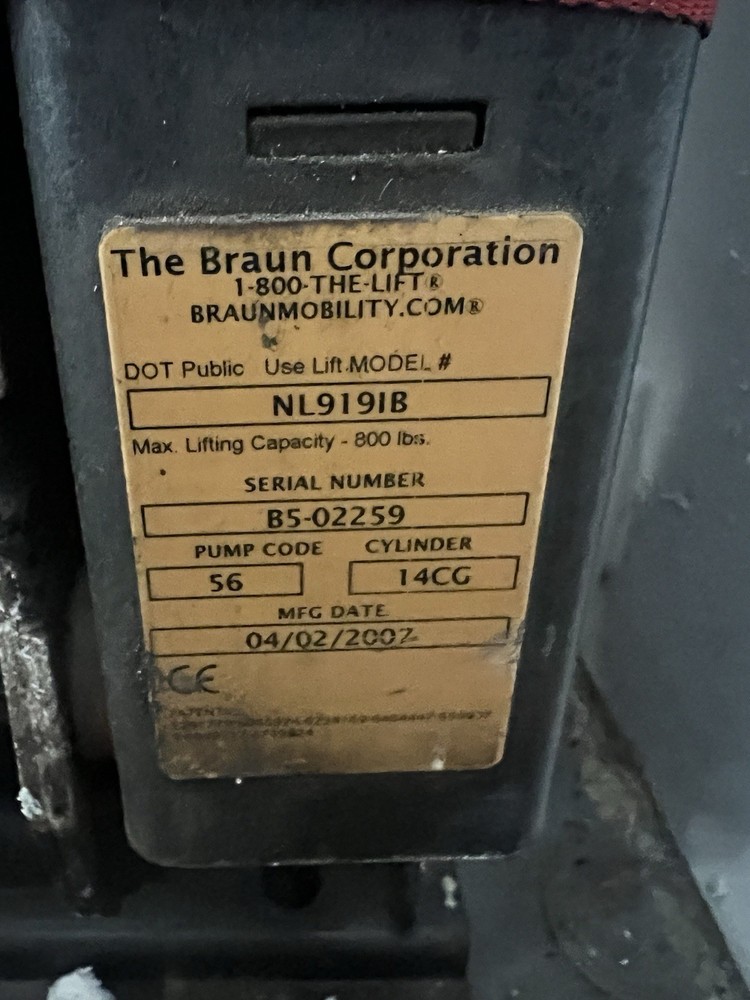 The Braun Corporation
1-800-THE-LIFT®
BRAUNMOBILITY.COM®
DOT Public Use Lift MODEL #
NL919IB
Max. Lifting Capacity - 800 lbs.
SERIAL NUMBER
B5-02259
PUMP CODE CYLINDER
56 14CG
MFG DATE
04/02/2007
CE